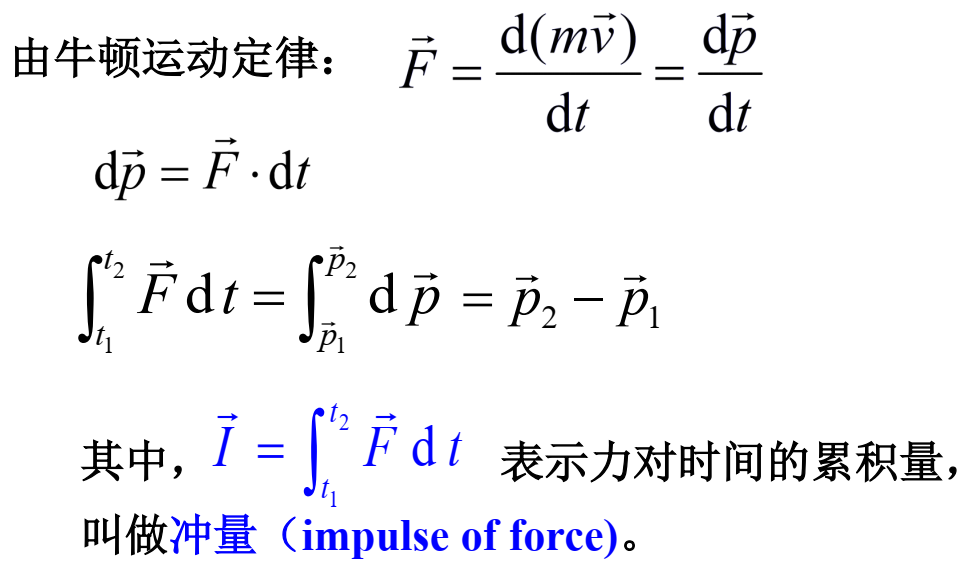 由牛顿运动定律： $\vec{F} = \frac{\mathrm{d}(m\vec{v})}{\mathrm{d}t} = \frac{\mathrm{d}\vec{p}}{\mathrm{d}t}$
$\mathrm{d}\vec{p} = \vec{F} \cdot \mathrm{d}t$
$\int_{t_1}^{t_2} \vec{F}\,\mathrm{d}t = \int_{\vec{p}_1}^{\vec{p}_2} \mathrm{d}\vec{p} = \vec{p}_2 - \vec{p}_1$
其中，$\vec{I} = \int_{t_1}^{t_2} \vec{F}\,\mathrm{d}t$ 表示力对时间的累积量，
叫做冲量（impulse of force)。